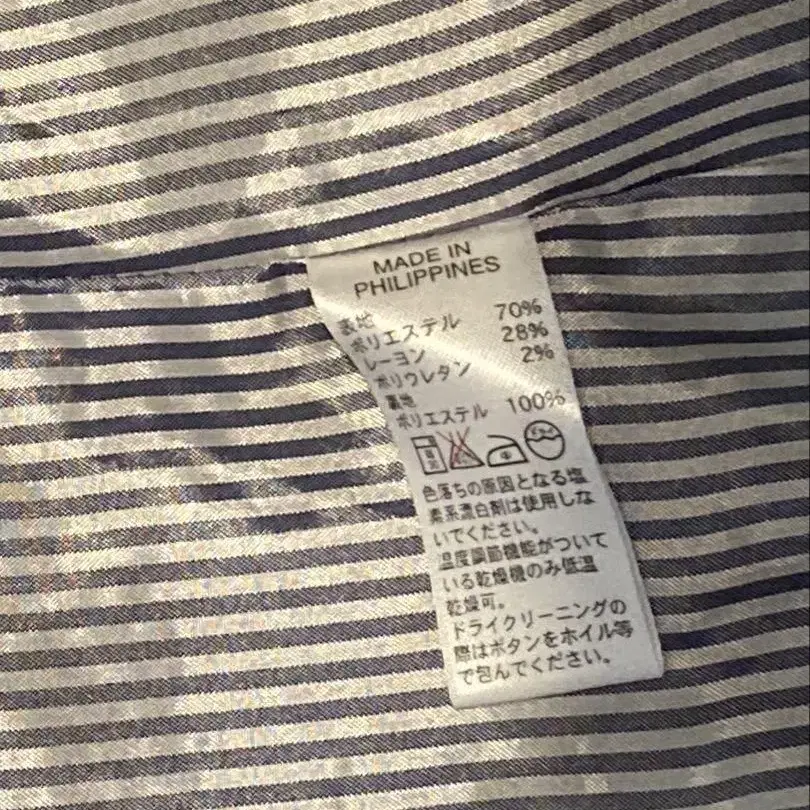 MADE IN
PHILIPPINES
表地
ポリエステル 70%
レーヨン 28%
ポリウレタン 2%
裏地
ポリエステル 100%
色落ちの原因となる塩
素系漂白剤は使用しな
いでください。
温度調節機能がついて
いる乾燥機のみ低温
乾燥可。
ドライクリーニングの
際はボタンをホイル等
で包んでください。